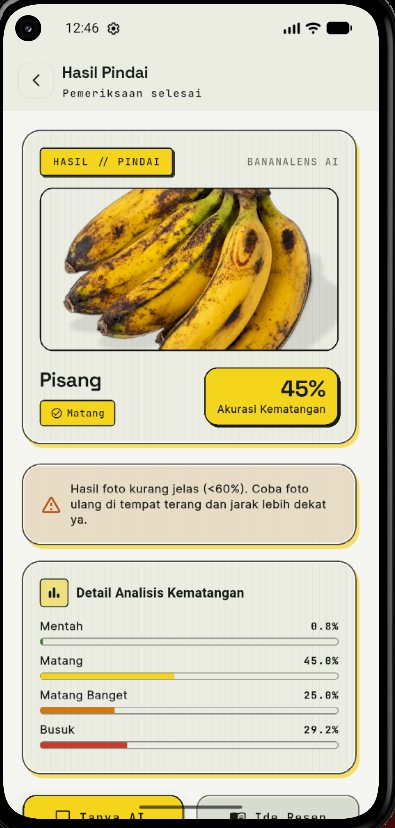 12:46
Hasil Pindai
Pemeriksaan selesai
HASIL // PINDAI
BANANALENS AI
Pisang
Matang
45%
Akurasi Kematangan
Hasil foto kurang jelas (<60%). Coba foto
ulang di tempat terang dan jarak lebih dekat
ya.
Detail Analisis Kematangan
Mentah 0.8%
Matang 45.0%
Matang Banget 25.0%
Busuk 29.2%
Tanya AI
Ide Resep